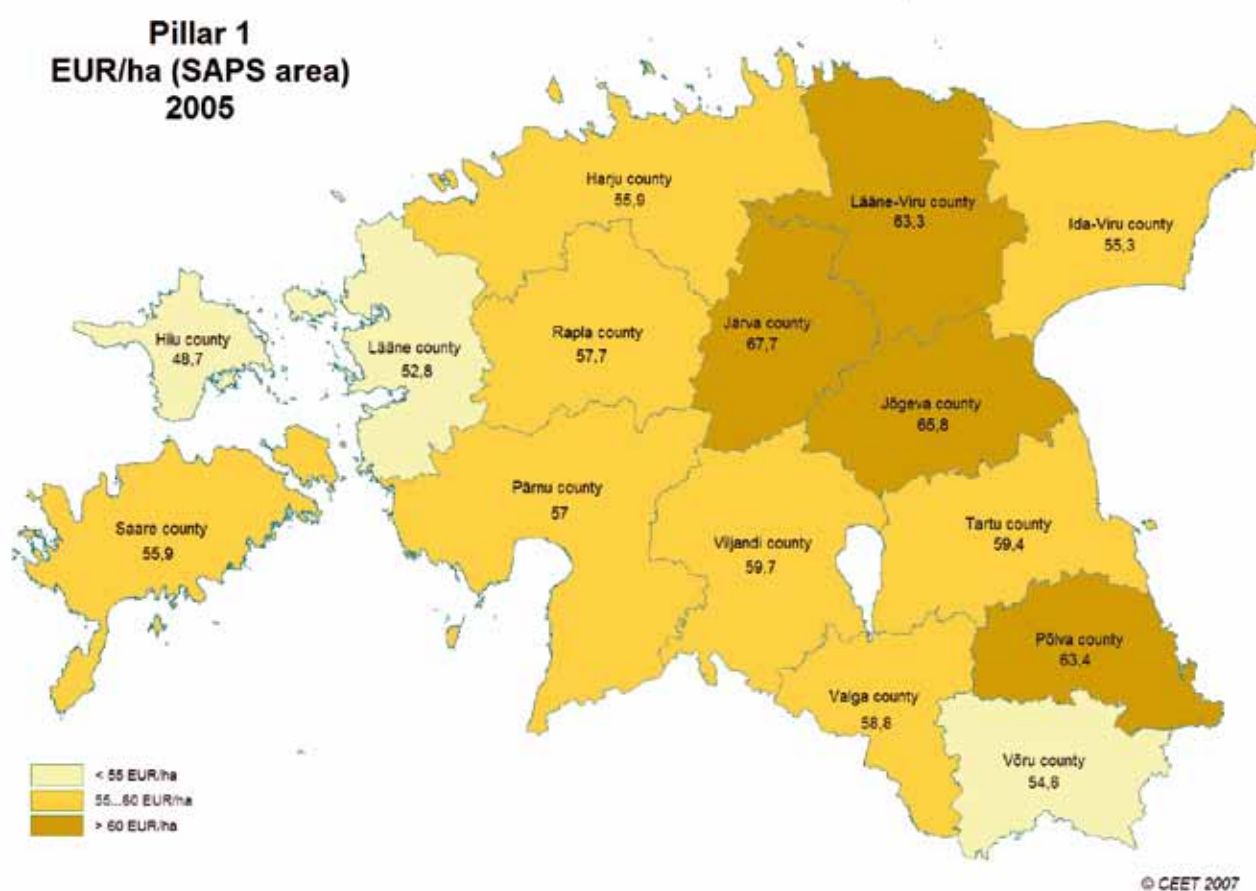 Pillar 1
EUR/ha (SAPS area)
2005
Harju county
55,9
Lääne-Viru county
63,3
Ida-Viru county
55,3
Hiiu county
48,7
Lääne county
52,8
Rapla county
57,7
Järva county
67,7
Jõgeva county
65,8
Saare county
55,9
Pärnu county
57
Viljandi county
59,7
Tartu county
59,4
Põlva county
63,4
Valga county
58,8
Võru county
54,6
< 55 EUR/ha
55...60 EUR/ha
> 60 EUR/ha
© CEET 2007